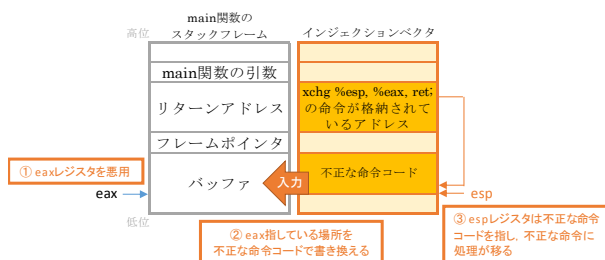 main関数の
スタックフレーム
インジェクションベクタ
高位
main関数の引数
リターンアドレス
xchg %esp, %eax, ret;
の命令が格納されて
いるアドレス
フレームポインタ
① eaxレジスタを悪用
eax
バッファ
入力
不正な命令コード
esp
低位
② eax指している場所を
不正な命令コードで書き換える
③ espレジスタは不正な命令
コードを指し、不正な命令に
処理が移る